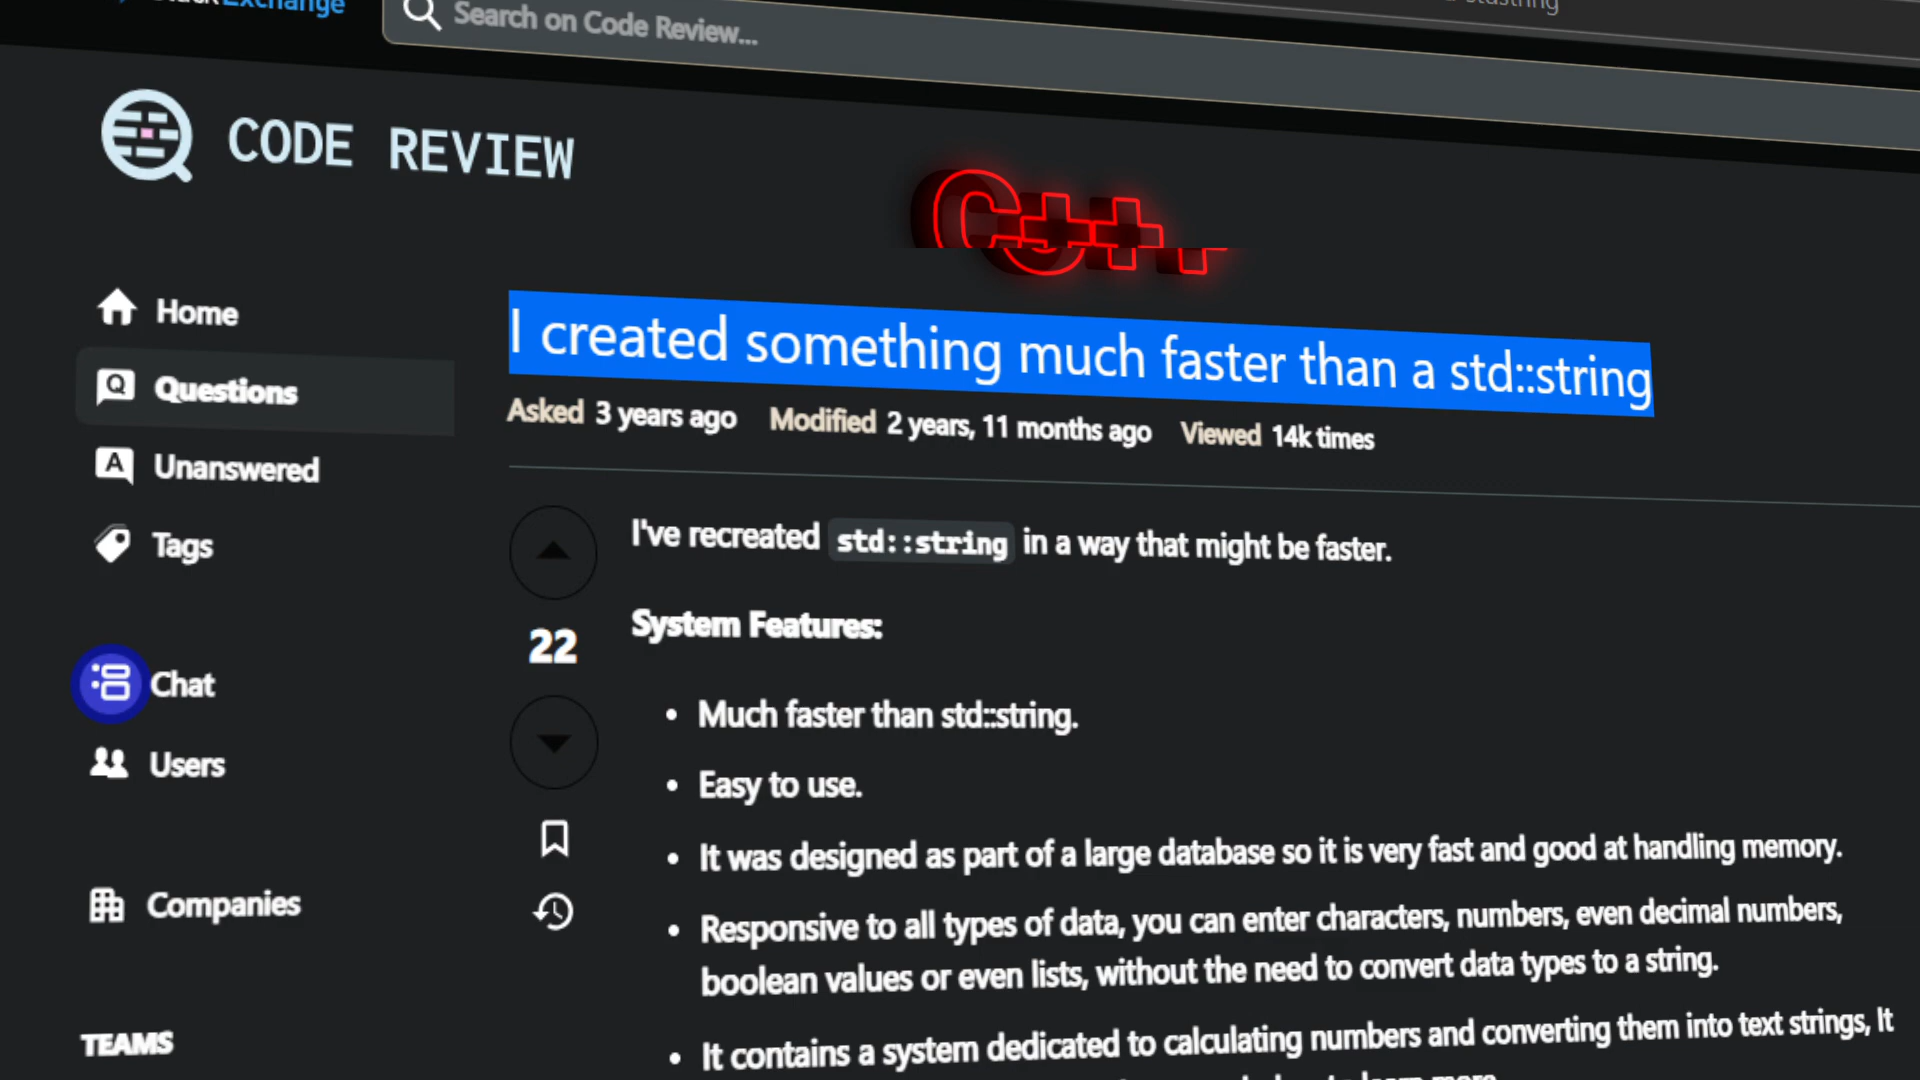 Exchange
Search on Code Review...
CODE REVIEW
C++
Home
Questions
Unanswered
Tags
Chat
Users
Companies
TEAMS
I created something much faster than a std::string
Asked 3 years ago Modified 2 years, 11 months ago Viewed 14k times
I've recreated std::string in a way that might be faster.
22
System Features:
• Much faster than std::string.
• Easy to use.
• It was designed as part of a large database so it is very fast and good at handling memory.
• Responsive to all types of data, you can enter characters, numbers, even decimal numbers,
boolean values or even lists, without the need to convert data types to a string.
• It contains a system dedicated to calculating numbers and converting them into text strings, It